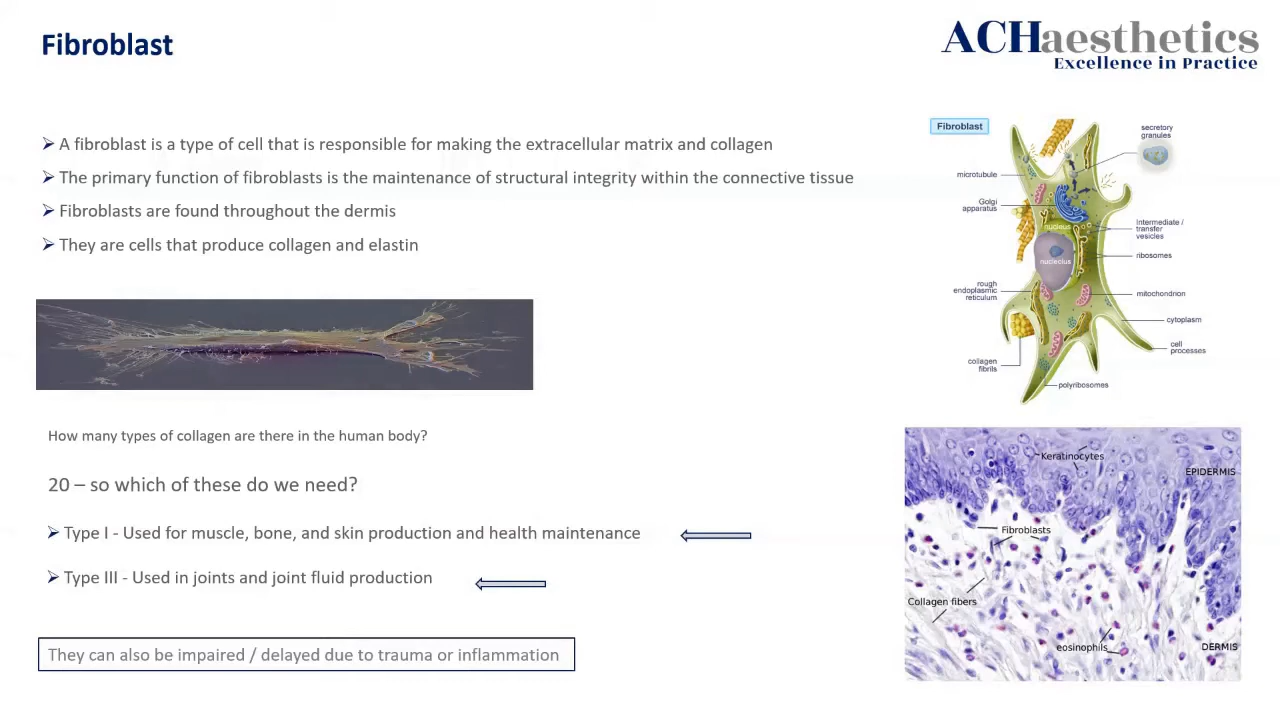 Fibroblast
ACHaesthetics
Excellence in Practice
➢ A fibroblast is a type of cell that is responsible for making the extracellular matrix and collagen
➢ The primary function of fibroblasts is the maintenance of structural integrity within the connective tissue
➢ Fibroblasts are found throughout the dermis
➢ They are cells that produce collagen and elastin
Fibroblast
secretory
granules
microtubule
Golgi
apparatus
Intermediate /
transfer
vesicles
nucleus
ribosomes
nucleolus
rough
endoplasmic
reticulum
mitochondrion
cytoplasm
cell
processes
collagen
fibrils
polyribosomes
How many types of collagen are there in the human body?
20 – so which of these do we need?
➢ Type I - Used for muscle, bone, and skin production and health maintenance
➢ Type III - Used in joints and joint fluid production
They can also be impaired / delayed due to trauma or inflammation
Keratinocytes
EPIDERMIS
Fibroblasts
Collagen fibers
eosinophils
DERMIS